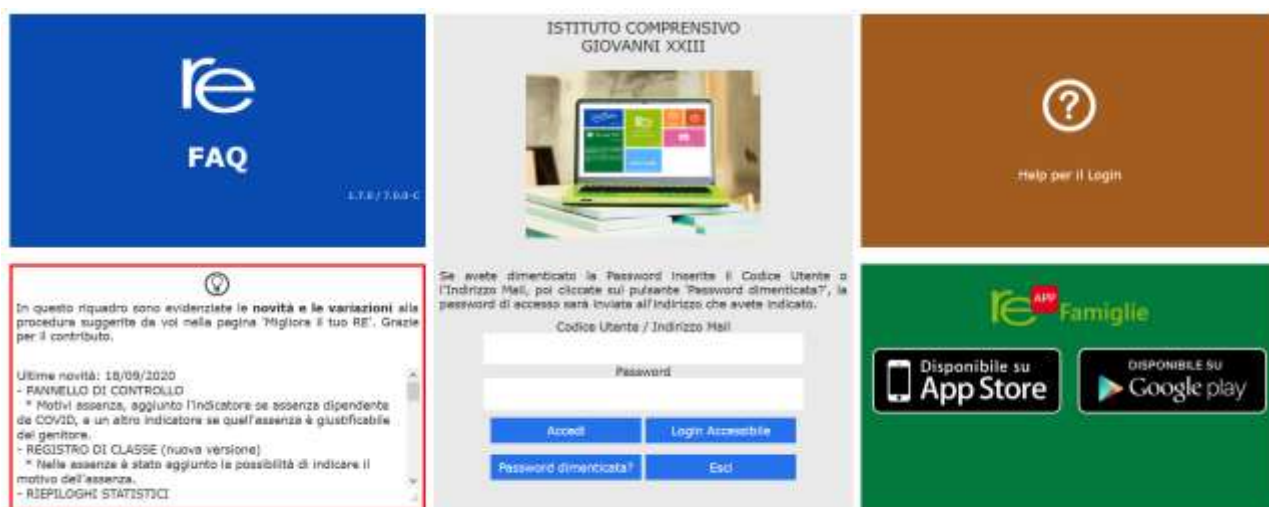 re
FAQ
1.7.0 / 7.0.0-C
In questo riquadro sono evidenziate le novità e le variazioni alla
procedura suggerite da voi nella pagina 'Migliora il tuo RE'. Grazie
per il contributo.
Ultime novità: 18/09/2020
- PANNELLO DI CONTROLLO
* Motivi assenza, aggiunto l'indicatore se assenza dipendente
da COVID, e un altro indicatore se quell'assenza è giustificabile
dal genitore.
- REGISTRO DI CLASSE (nuova versione)
* Nelle assenze è stato aggiunto la possibilità di indicare il
motivo dell'assenza.
- RIEPILOGHI STATISTICI
ISTITUTO COMPRENSIVO
GIOVANNI XXIII
Se avete dimenticato la Password inserite il Codice Utente o
l'Indirizzo Mail, poi cliccate sul pulsante 'Password dimenticata?', la
password di accesso sarà inviata all'indirizzo che avete indicato.
Codice Utente / Indirizzo Mail
Password
Accedi
Login Accessibile
Password dimenticata?
Esci
?
Help per il Login
re APP Famiglie
Disponibile su
App Store
DISPONIBILE SU
Google play